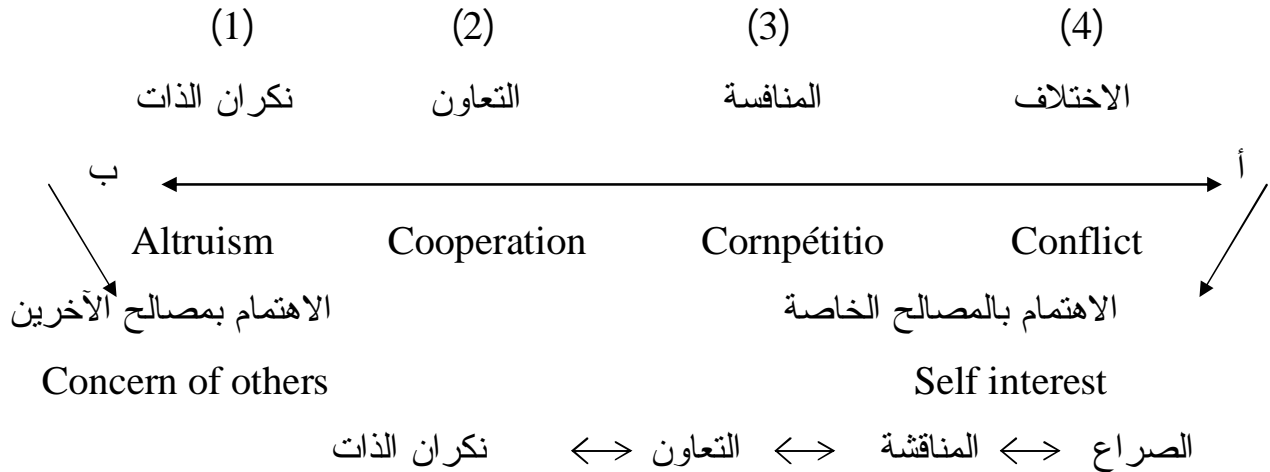 (1) (2) (3) (4)
نكران الذات التعاون المنافسة الاختلاف
أ ب
Altruism Cooperation Cornpétitio Conflict
الاهتمام بمصالح الآخرين الاهتمام بالمصالح الخاصة
Concern of others Self interest
الصراع ↔ المناقشة ↔ التعاون ↔ نكران الذات